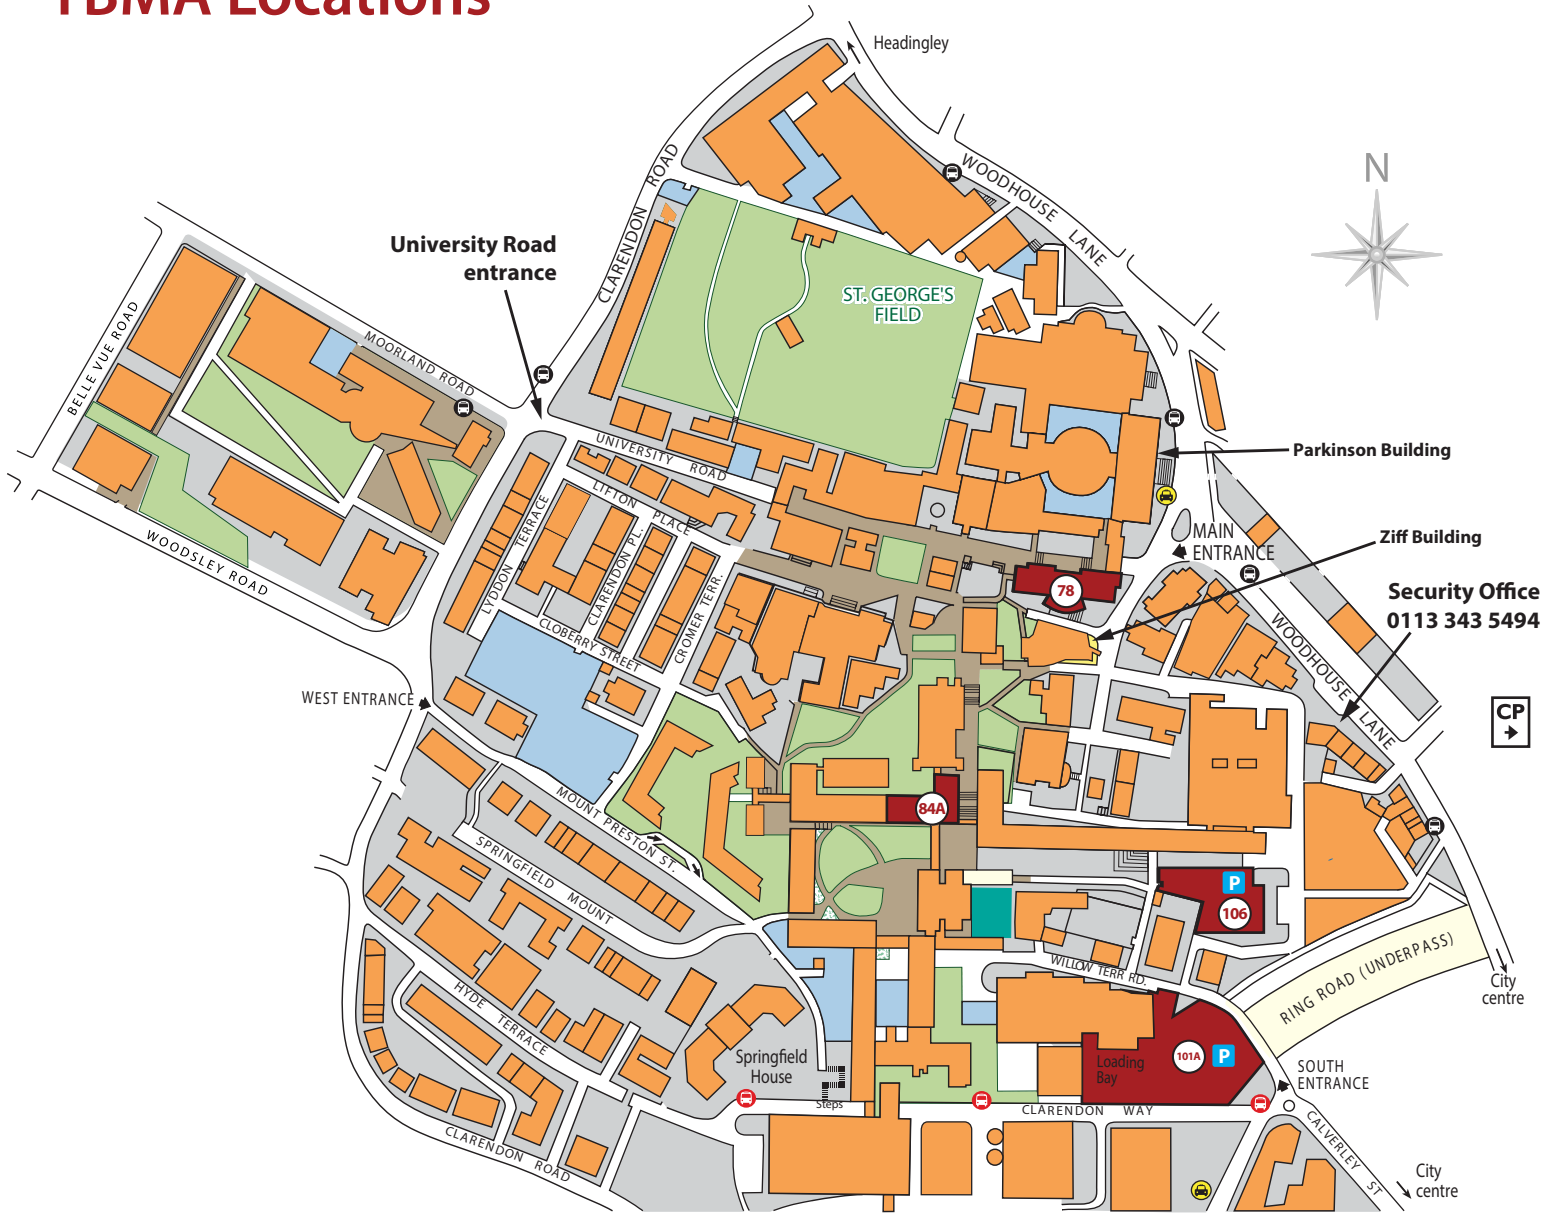 YBMA Locations
Headingley
WOODHOUSE LANE
N
CLARENDON ROAD
University Road
entrance
ST. GEORGE'S
FIELD
BELLE VUE ROAD
MOORLAND ROAD
UNIVERSITY ROAD
Parkinson Building
LIFTON PLACE
MAIN
ENTRANCE
Ziff Building
WOODSLEY ROAD
LYDDON TERRACE
CLARENDON PL.
CROMER TERR.
78
Security Office
0113 343 5494
CLOBERRY STREET
WOODHOUSE LANE
WEST ENTRANCE
CP
MOUNT PRESTON ST.
84A
SPRINGFIELD MOUNT
P
106
WILLOW TERR RD.
RING ROAD (UNDERPASS)
City
centre
HYDE TERRACE
Springfield
House
Loading
Bay
101A
P
SOUTH
ENTRANCE
Steps
CLARENDON WAY
CLARENDON ROAD
CALVERLEY ST
City
centre